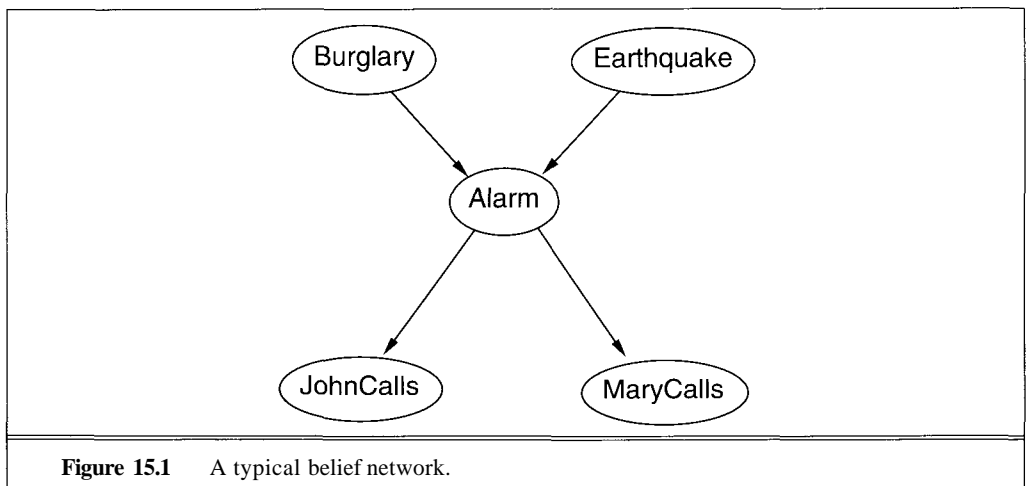 Burglary
Earthquake
Alarm
JohnCalls
MaryCalls
Figure 15.1 A typical belief network.